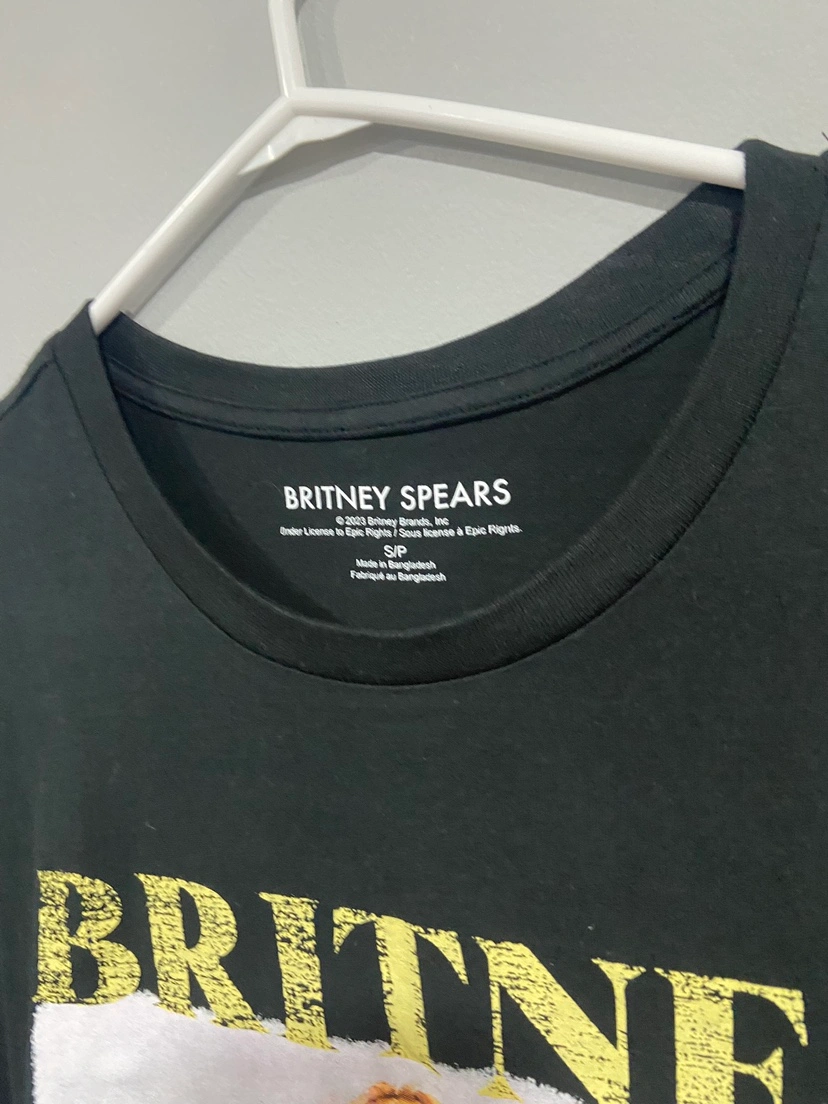 BRITNEY SPEARS
© 2023 Britney Brands, Inc
Under License to Epic Rights / Sous license à Epic Rights.
S/P
Made in Bangladesh
Fabriqué au Bangladesh
BRITNE